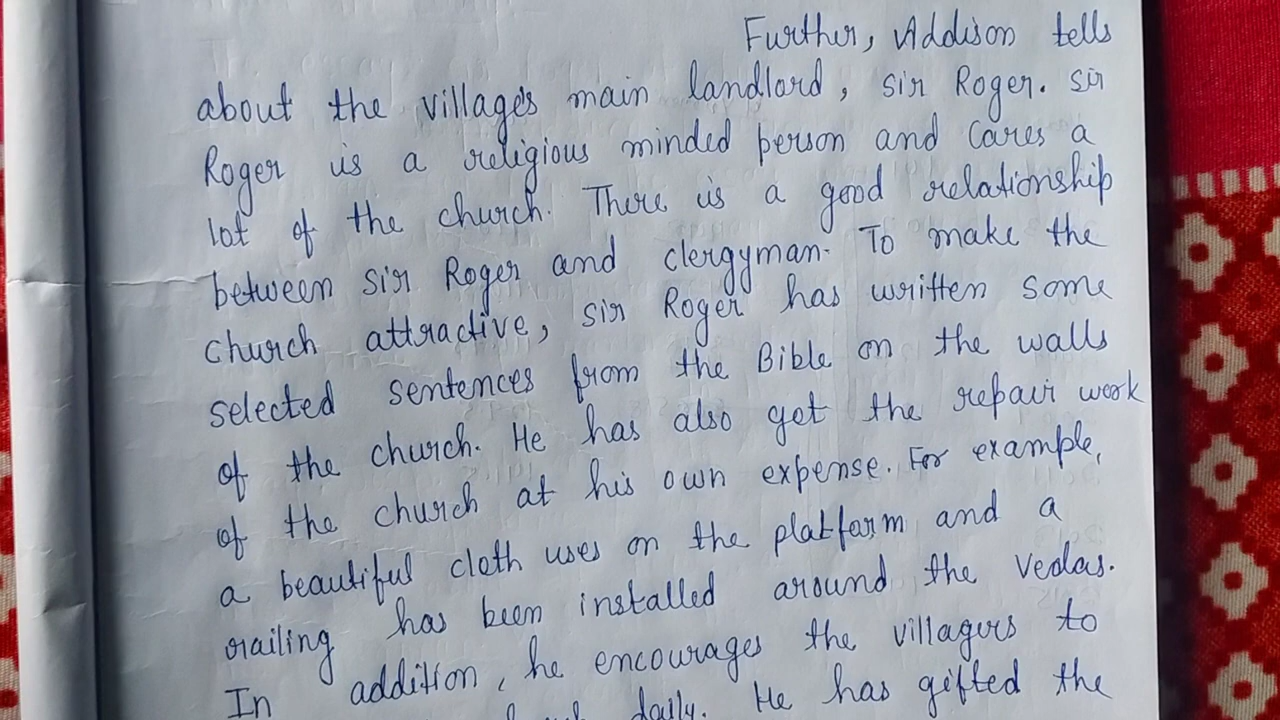 Further, Addison tells
about the village's main landlord, sir Roger. sir
Roger is a religious minded person and cares a
lot of the church. There is a good relationship
between sir Roger and clergyman. To make the
church attractive, sir Roger has written some
selected sentences from the Bible on the walls
of the church. He has also get the repair work
of the church at his own expense. For example,
a beautiful cloth uses on the platform and a
railing has been installed around the Vedas.
In addition, he encourages the villagers to
daily. He has gifted the